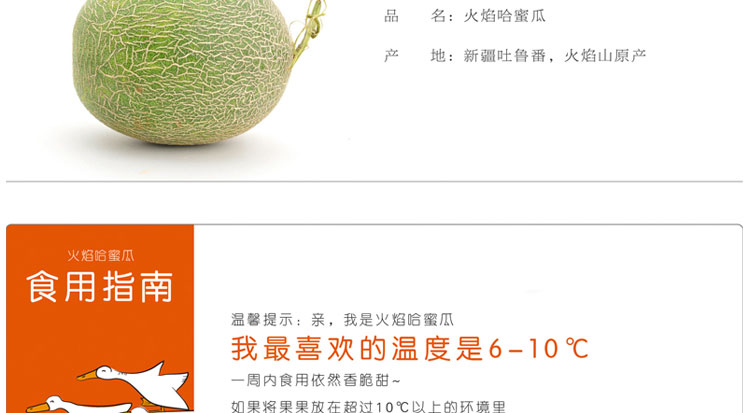 品 名：火焰哈蜜瓜
产 地：新疆吐鲁番，火焰山原产
火焰哈蜜瓜
食用指南
温馨提示：亲，我是火焰哈蜜瓜
我最喜欢的温度是6-10℃
一周内食用依然香脆甜~
如果将果果放在超过10℃以上的环境里